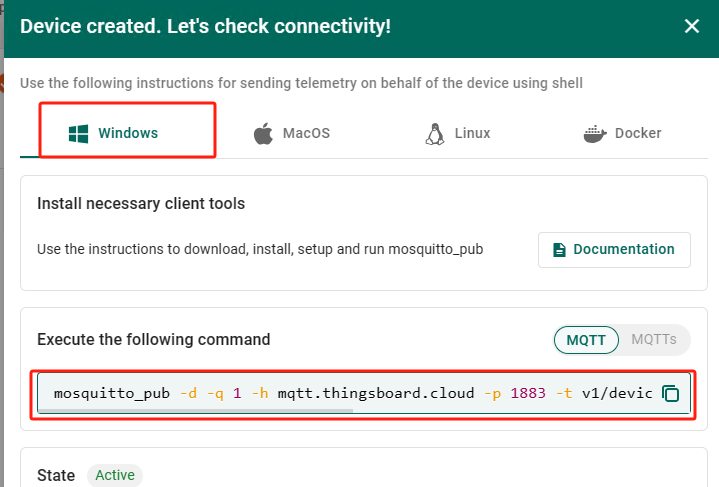 Device created. Let's check connectivity!
Use the following instructions for sending telemetry on behalf of the device using shell
Windows MacOS Linux Docker
Install necessary client tools
Use the instructions to download, install, setup and run mosquitto_pub Documentation
Execute the following command MQTT MQTTs
mosquitto_pub -d -q 1 -h mqtt.thingsboard.cloud -p 1883 -t v1/devic
State Active